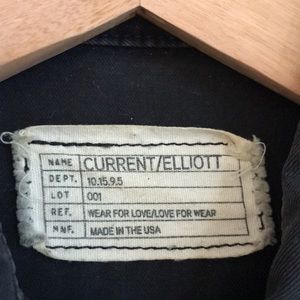 NAME CURRENT/ELLIOTT
DEPT. 10.15.9.5
LOT 001
REF. WEAR FOR LOVE/LOVE FOR WEAR
MNF. MADE IN THE USA